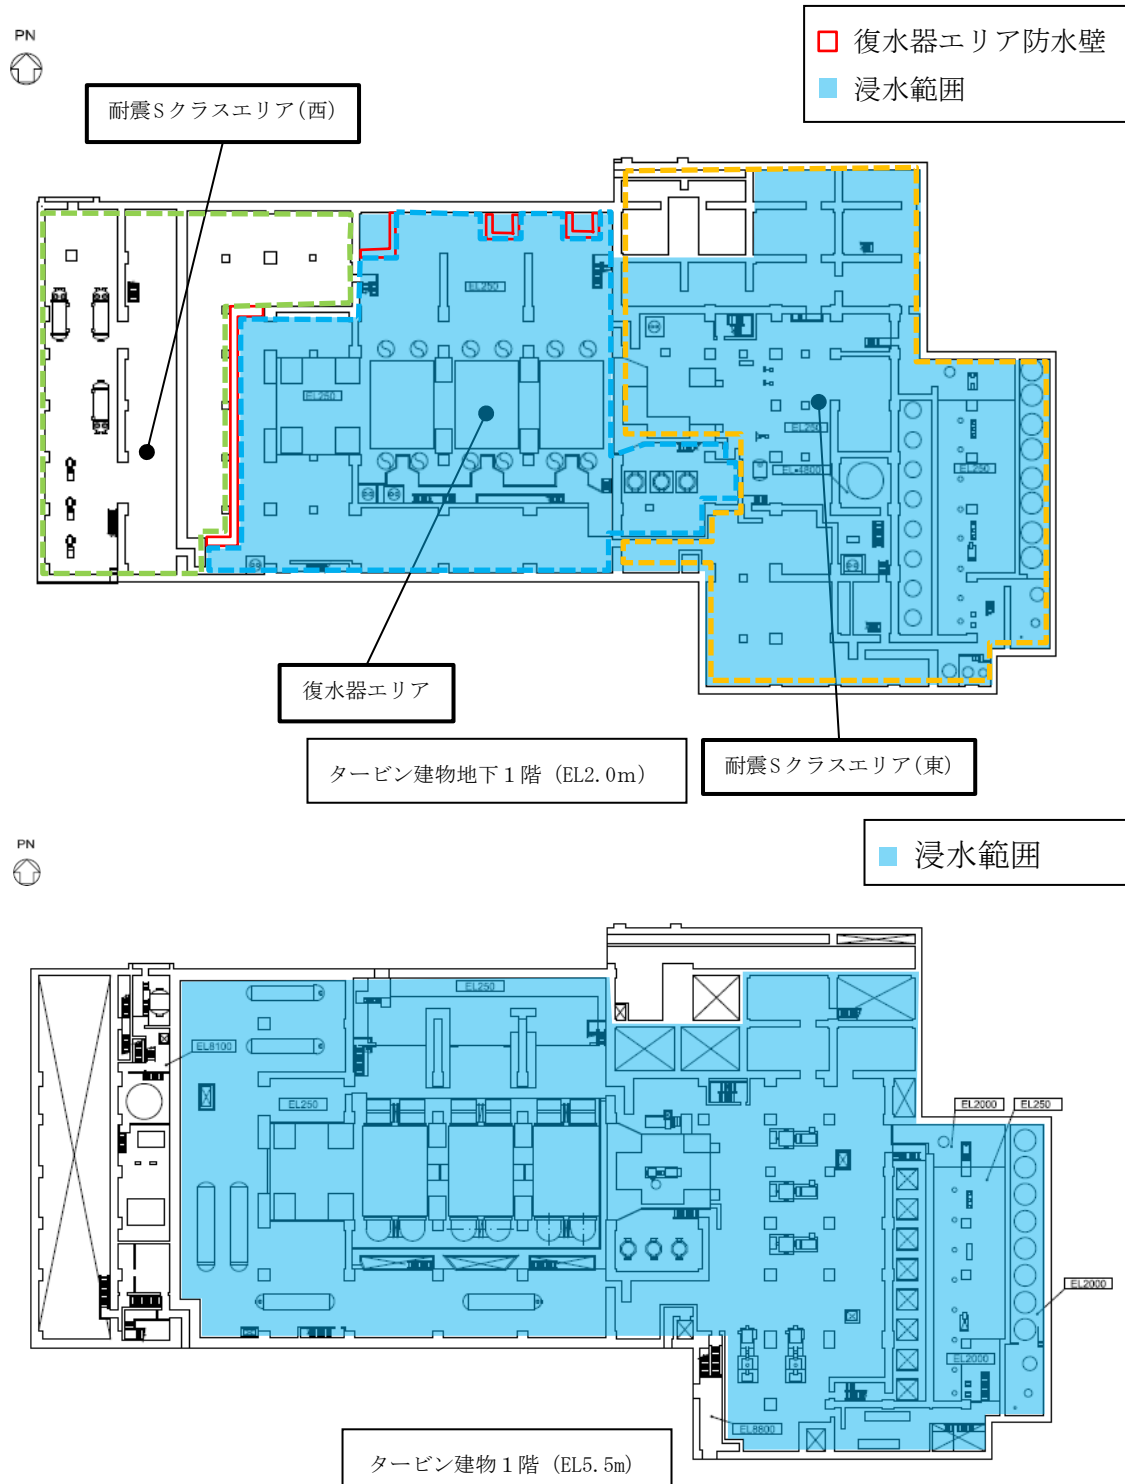 PN
復水器エリア防水壁
浸水範囲
耐震Sクラスエリア(西)
EL250
EL250
EL250
EL-4800
EL250
復水器エリア
耐震Sクラスエリア(東)
タービン建物地下1階 (EL2.0m)
PN
浸水範囲
EL250
EL8100
EL250
EL2000
EL250
EL2000
EL2000
EL8800
タービン建物1階 (EL5.5m)